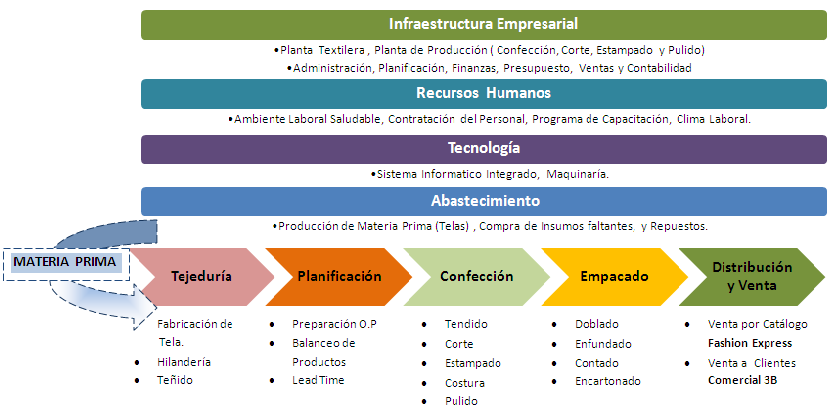 Infraestructura Empresarial
•Planta Textilera , Planta de Producción ( Confección, Corte, Estampado y Pulido)
•Administración, Planificación, Finanzas, Presupuesto, Ventas y Contabilidad
Recursos Humanos
•Ambiente Laboral Saludable, Contratación del Personal, Programa de Capacitación, Clima Laboral.
Tecnología
•Sistema Informatico Integrado, Maquinaría.
Abastecimiento
•Producción de Materia Prima (Telas) , Compra de Insumos faltantes, y Repuestos.
MATERIA PRIMA
Tejeduría
Fabricación de
Tela.
• Hilandería
• Teñido
Planificación
• Preparación O.P
• Balanceo de
Productos
• Lead Time
Confección
• Tendido
• Corte
• Estampado
• Costura
• Pulido
Empacado
• Doblado
• Enfundado
• Contado
• Encartonado
Distribución
y Venta
• Venta por Catálogo
Fashion Express
• Venta a Clientes
Comercial 3B